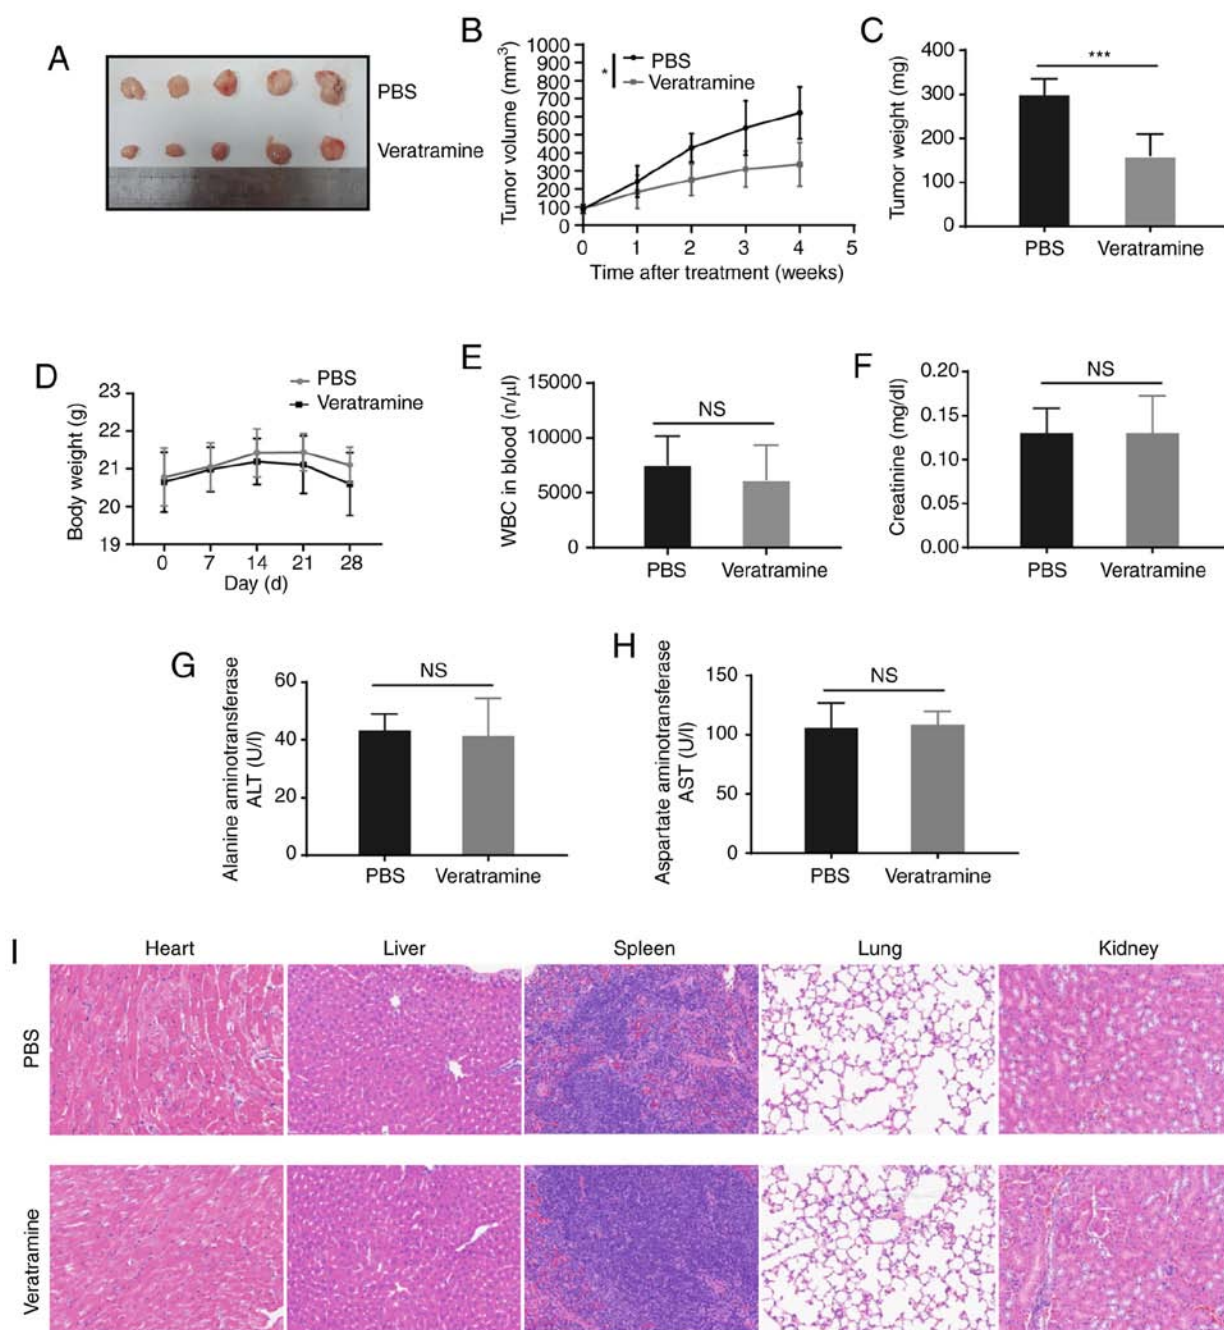 A
PBS
Veratramine
B
Tumor volume (mm³)
1000
900
800
700
600
500
400
300
200
100
0
*
PBS
Veratramine
0 1 2 3 4 5
Time after treatment (weeks)
C
Tumor weight (mg)
400
300
200
100
0
***
PBS Veratramine
D
Body weight (g)
23
22
21
20
19
PBS
Veratramine
0 7 14 21 28
Day (d)
E
WBC in blood (n/µl)
15000
10000
5000
0
NS
PBS Veratramine
F
Creatinine (mg/dl)
0.20
0.15
0.10
0.05
0.00
NS
PBS Veratramine
G
Alanine aminotransferase
ALT (U/l)
60
40
20
0
NS
PBS Veratramine
H
Aspartate aminotransferase
AST (U/l)
150
100
50
0
NS
PBS Veratramine
I
Heart Liver Spleen Lung Kidney
PBS
Veratramine